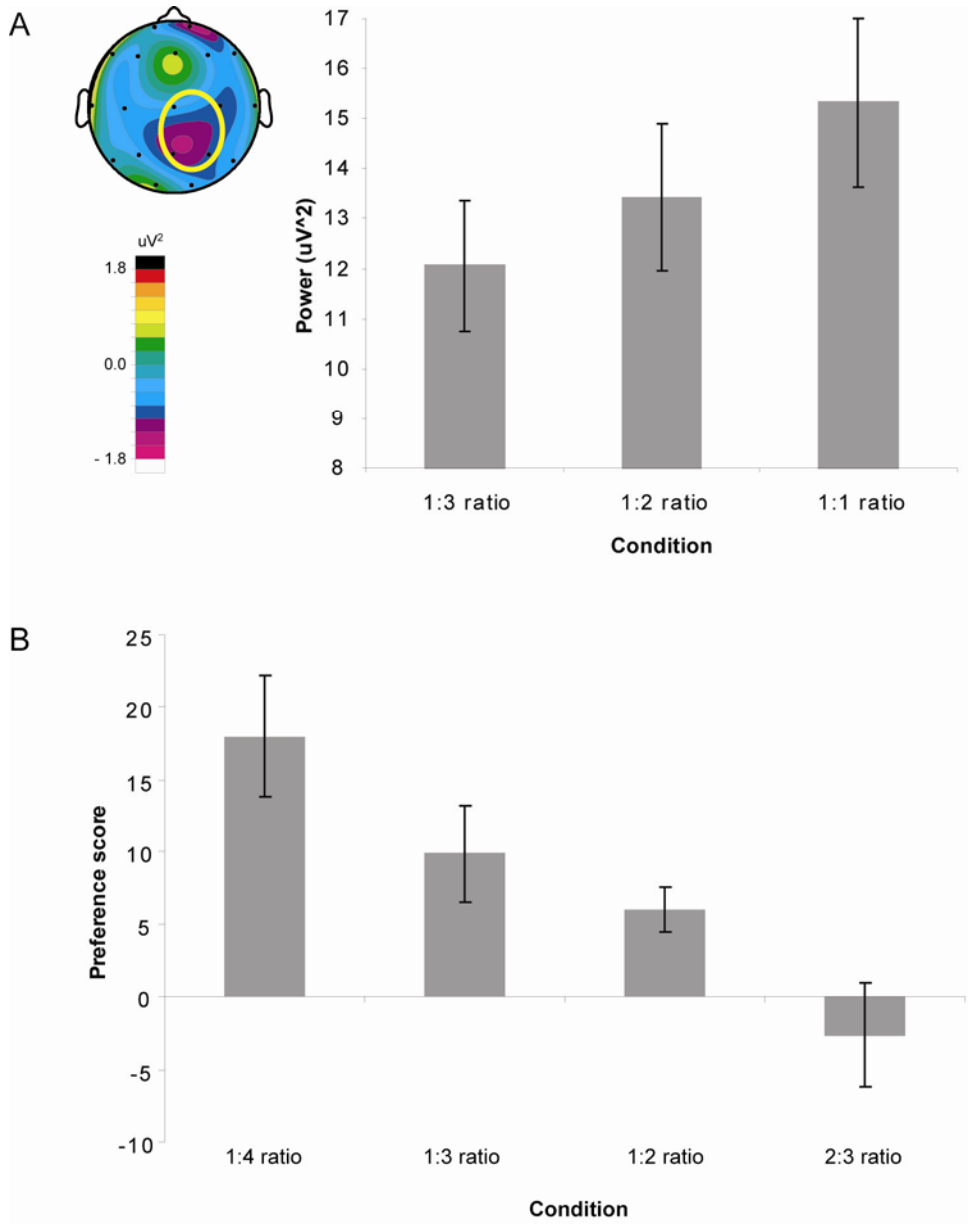 A
uV²
1.8
0.0
- 1.8
Power (uV^2)
17
16
15
14
13
12
11
10
9
8
1:3 ratio 1:2 ratio 1:1 ratio
Condition
B
Preference score
25
20
15
10
5
0
-5
-10
1:4 ratio 1:3 ratio 1:2 ratio 2:3 ratio
Condition